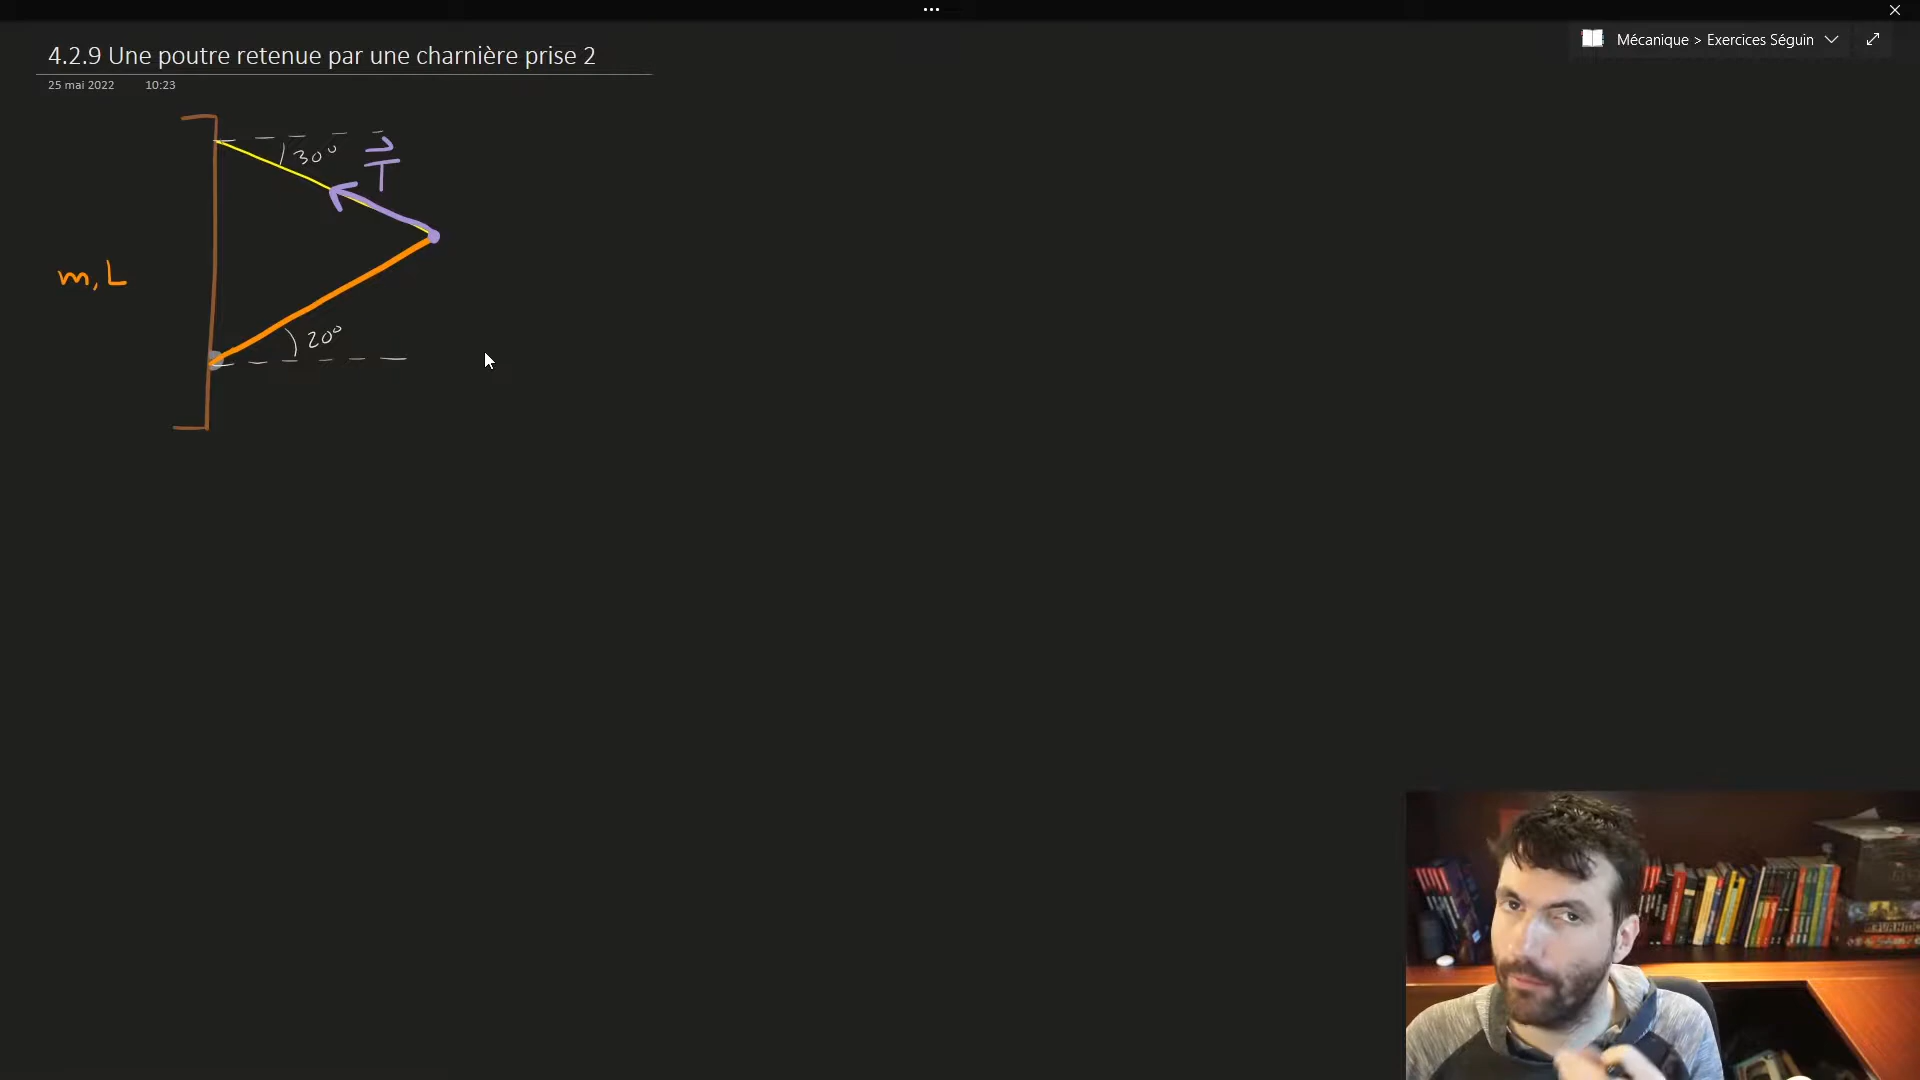 ...
Mécanique > Exercices Séguin
4.2.9 Une poutre retenue par une charnière prise 2
25 mai 2022 10:23
30°
T
m, L
20°